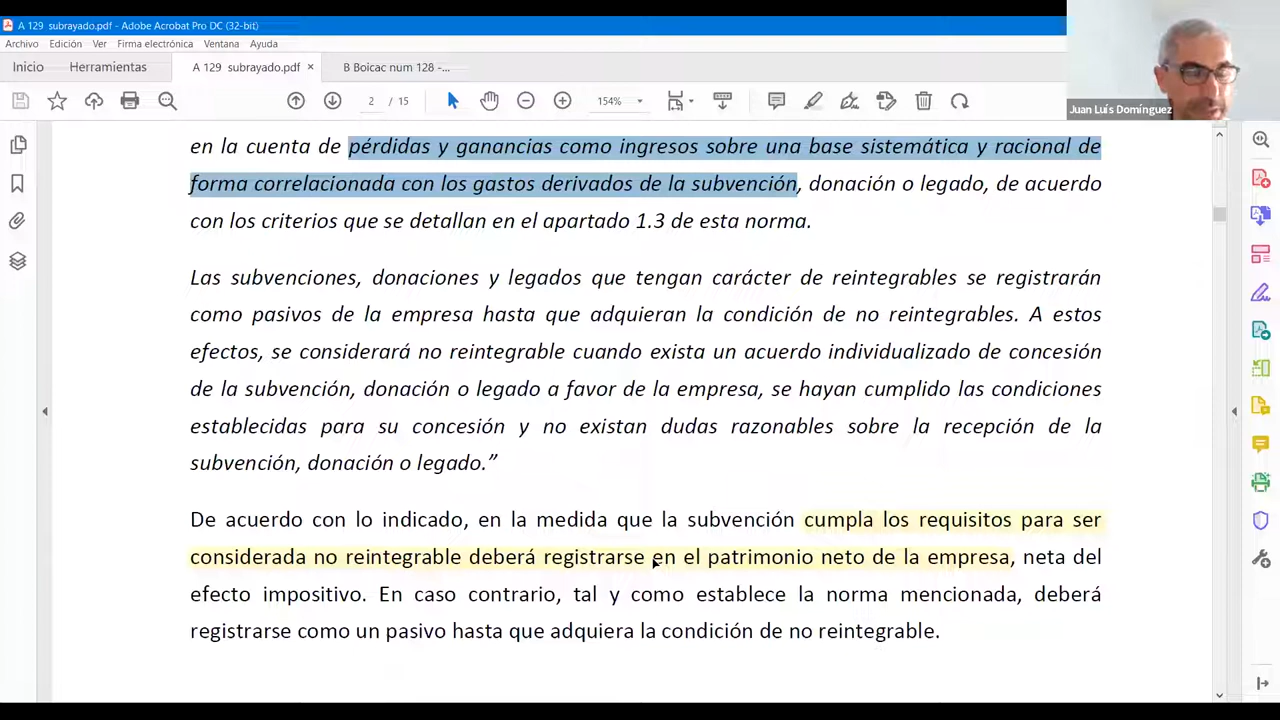 A 129 subrayado.pdf - Adobe Acrobat Pro DC (32-bit)
Archivo Edición Ver Firma electrónica Ventana Ayuda
Inicio Herramientas A 129 subrayado.pdf × B Boicac num 128 -...
2 / 15 154%
Juan Luís Domínguez
en la cuenta de pérdidas y ganancias como ingresos sobre una base sistemática y racional de
forma correlacionada con los gastos derivados de la subvención, donación o legado, de acuerdo
con los criterios que se detallan en el apartado 1.3 de esta norma.
Las subvenciones, donaciones y legados que tengan carácter de reintegrables se registrarán
como pasivos de la empresa hasta que adquieran la condición de no reintegrables. A estos
efectos, se considerará no reintegrable cuando exista un acuerdo individualizado de concesión
de la subvención, donación o legado a favor de la empresa, se hayan cumplido las condiciones
establecidas para su concesión y no existan dudas razonables sobre la recepción de la
subvención, donación o legado.”
De acuerdo con lo indicado, en la medida que la subvención cumpla los requisitos para ser
considerada no reintegrable deberá registrarse en el patrimonio neto de la empresa, neta del
efecto impositivo. En caso contrario, tal y como establece la norma mencionada, deberá
registrarse como un pasivo hasta que adquiera la condición de no reintegrable.